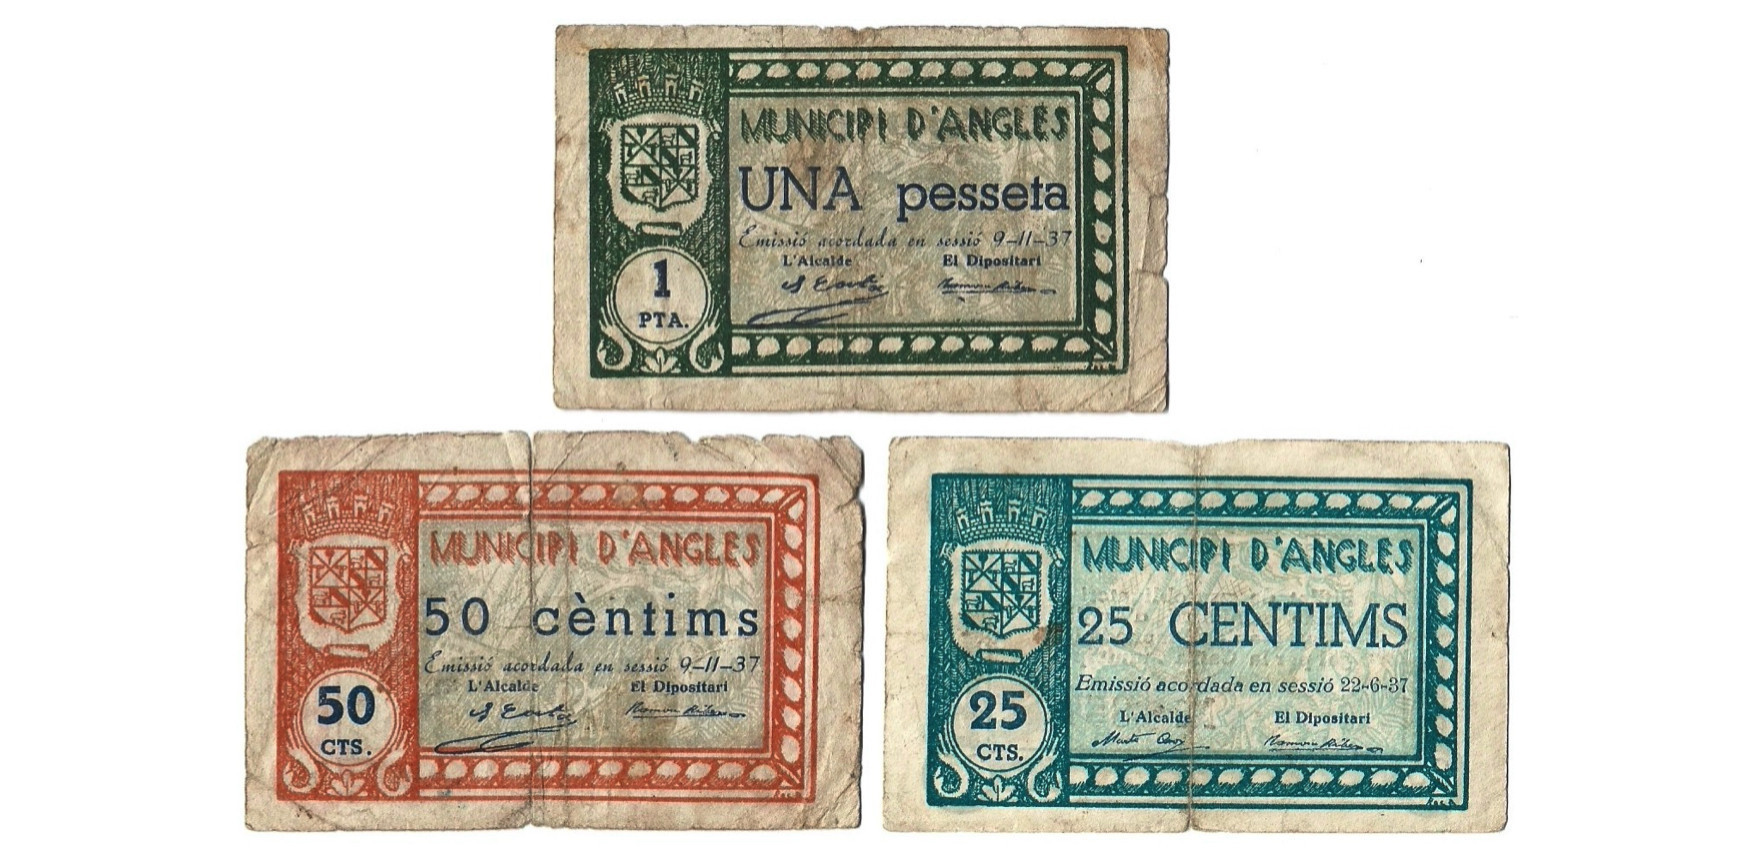 MUNICIPI D'ANGLES
UNA pesseta
Emissió acordada en sessió 9-11-37
L'Alcalde El Dipositari
1
PTA.
MUNICIPI D'ANGLES
50 cèntims
Emissió acordada en sessió 9-11-37
L'Alcalde El Dipositari
50
CTS.
MUNICIPI D'ANGLES
25 CENTIMS
Emissió acordada en sessió 22-6-37
L'Alcalde El Dipositari
25
CTS.